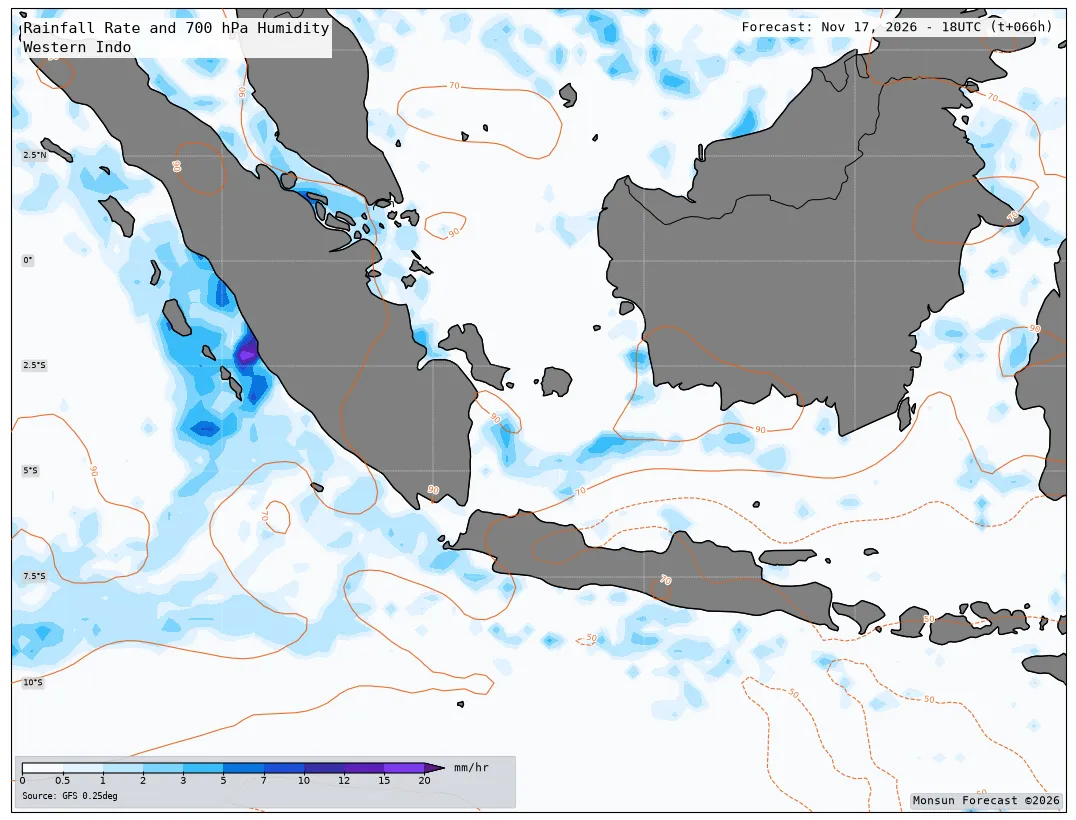 Rainfall Rate and 700 hPa Humidity
Western Indo
Forecast: Nov 17, 2026 - 18UTC (t+066h)
90
70
70
2.5°N
90
70
90
0°
90
2.5°S
90
90
5°S
90
90
70
70
7.5°S
70
50
50
10°S
50
50
50
mm/hr
0 0.5 1 2 3 5 7 10 12 15 20
Source: GFS 0.25deg
Monsun Forecast ©2026